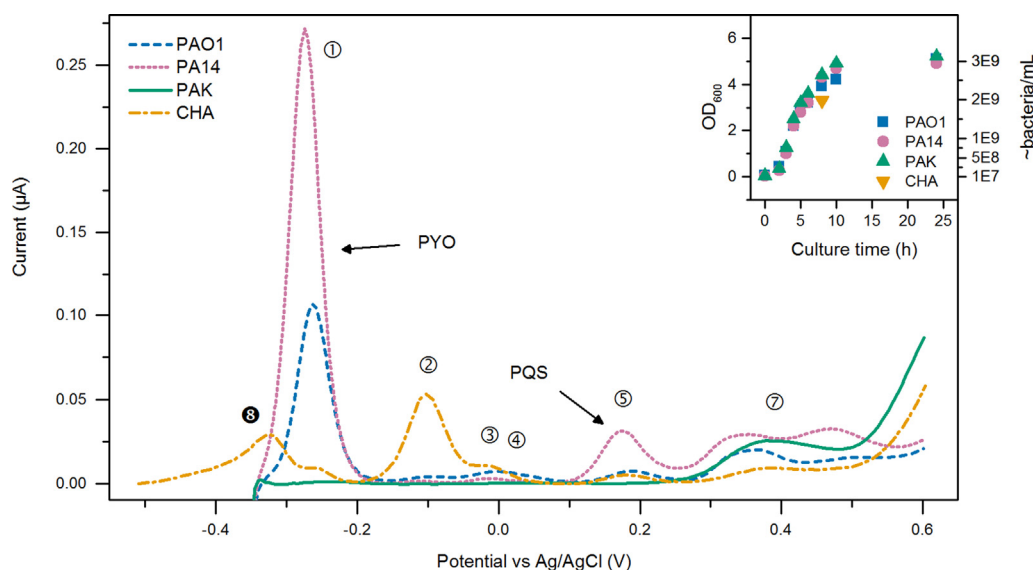 Current (µA)
0.25
0.20
0.15
0.10
0.05
0.00
PAO1
PA14
PAK
CHA
①
PYO
②
③
④
PQS
⑤
⑦
❽
-0.4
-0.2
0.0
0.2
0.4
0.6
Potential vs Ag/AgCl (V)
OD600
6
4
2
0
PAO1
PA14
PAK
CHA
3E9
2E9
1E9
5E8
1E7
~bacteria/mL
0
5
10
15
20
25
Culture time (h)